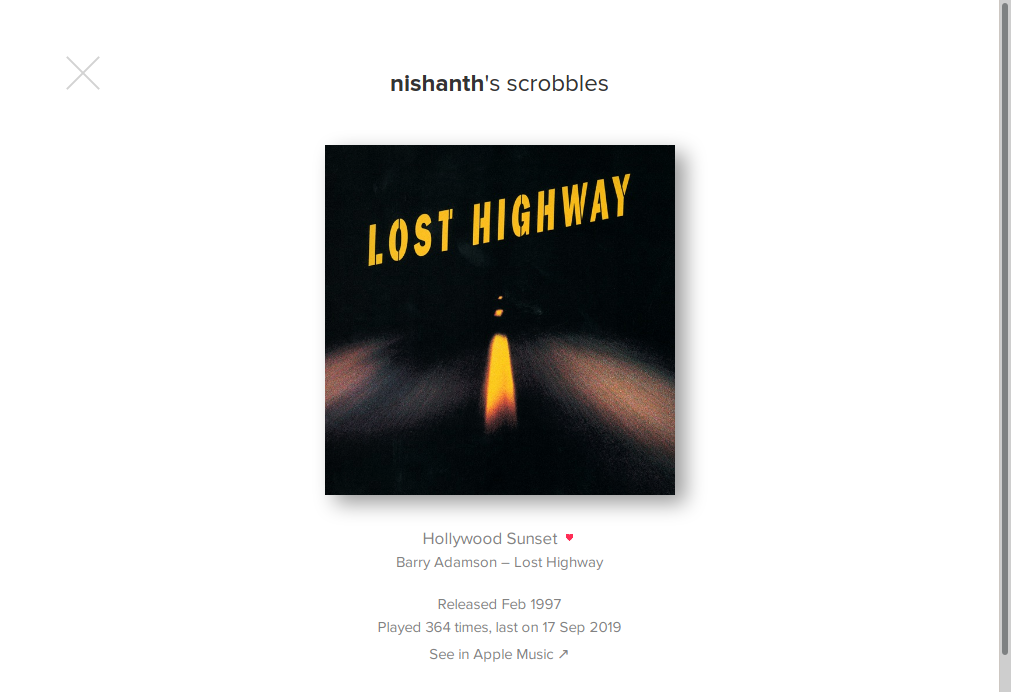 nishanth's scrobbles
LOST HIGHWAY
Hollywood Sunset
Barry Adamson – Lost Highway
Released Feb 1997
Played 364 times, last on 17 Sep 2019
See in Apple Music ↗